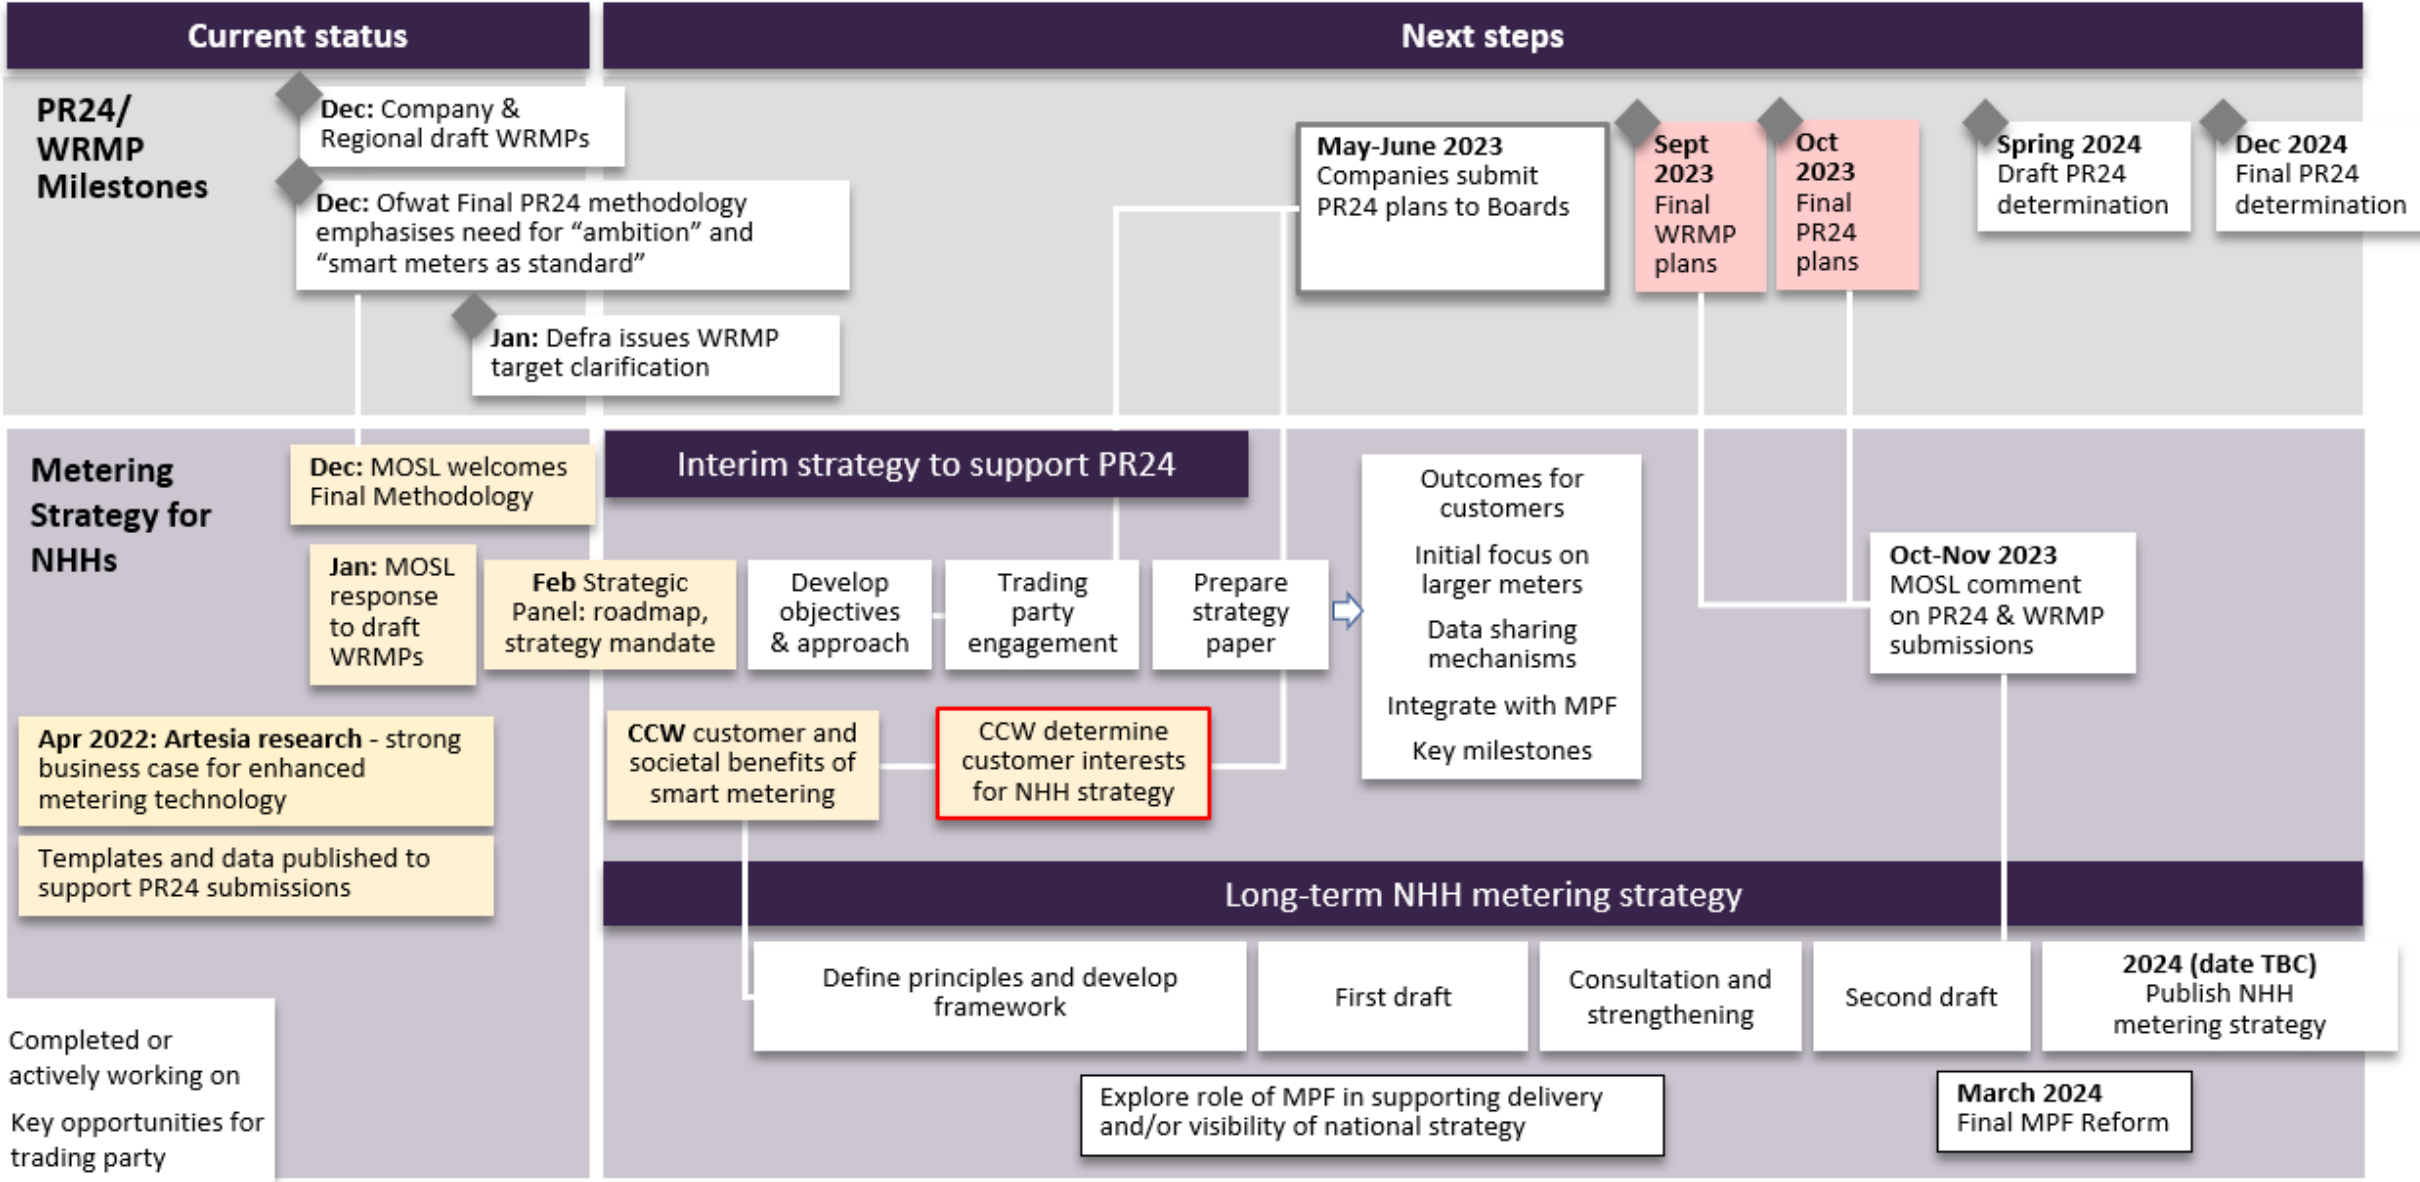 Current status
Next steps
PR24/
WRMP
Milestones
Dec: Company &
Regional draft WRMPs
Dec: Ofwat Final PR24 methodology
emphasises need for “ambition” and
“smart meters as standard”
Jan: Defra issues WRMP
target clarification
May-June 2023
Companies submit
PR24 plans to Boards
Sept
2023
Final
WRMP
plans
Oct
2023
Final
PR24
plans
Spring 2024
Draft PR24
determination
Dec 2024
Final PR24
determination
Metering
Strategy for
NHHs
Dec: MOSL welcomes
Final Methodology
Jan: MOSL
response
to draft
WRMPs
Apr 2022: Artesia research - strong
business case for enhanced
metering technology
Templates and data published to
support PR24 submissions
Interim strategy to support PR24
Feb Strategic
Panel: roadmap,
strategy mandate
Develop
objectives
& approach
Trading
party
engagement
Prepare
strategy
paper
Outcomes for
customers
Initial focus on
larger meters
Data sharing
mechanisms
Integrate with MPF
Key milestones
Oct-Nov 2023
MOSL comment
on PR24 & WRMP
submissions
CCW customer and
societal benefits of
smart metering
CCW determine
customer interests
for NHH strategy
Long-term NHH metering strategy
Define principles and develop
framework
First draft
Consultation and
strengthening
Second draft
2024 (date TBC)
Publish NHH
metering strategy
Explore role of MPF in supporting delivery
and/or visibility of national strategy
March 2024
Final MPF Reform
Completed or
actively working on
Key opportunities for
trading party